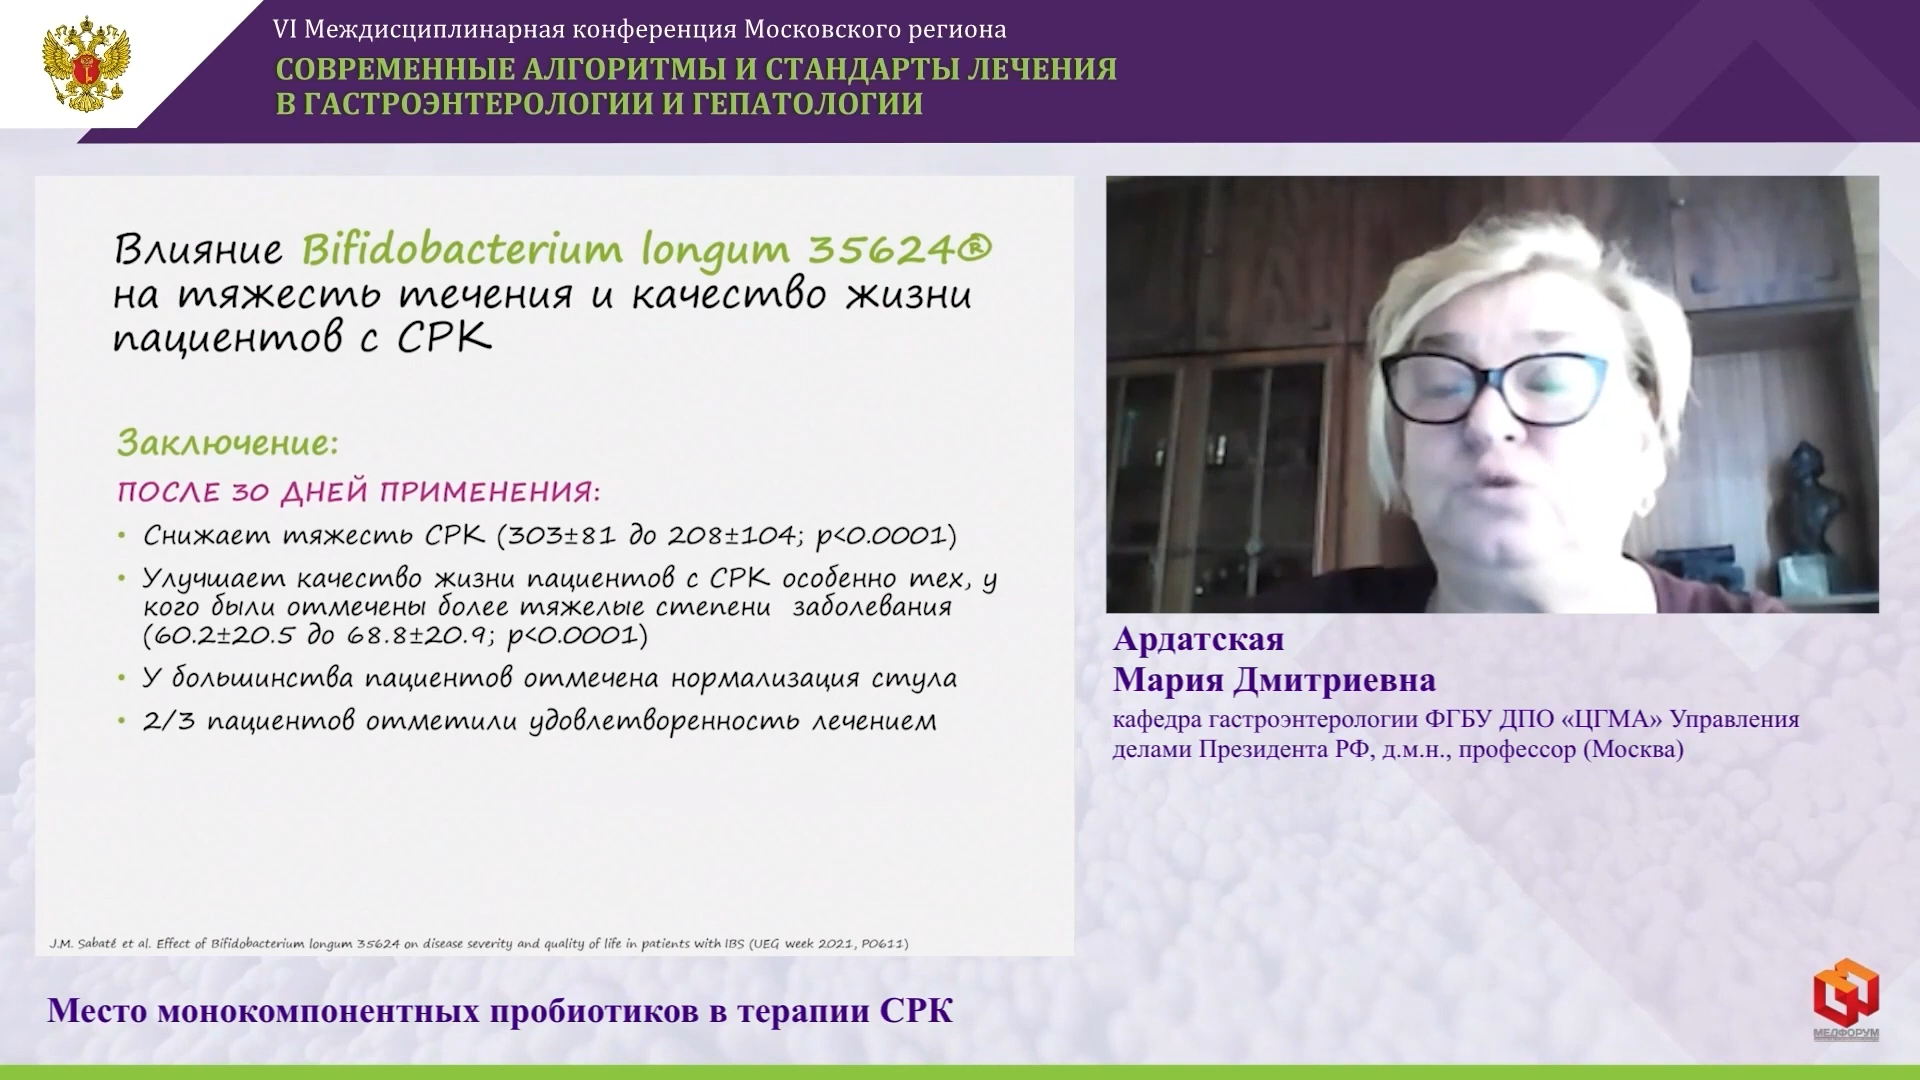 VI Междисциплинарная конференция Московского региона
СОВРЕМЕННЫЕ АЛГОРИТМЫ И СТАНДАРТЫ ЛЕЧЕНИЯ
В ГАСТРОЭНТЕРОЛОГИИ И ГЕПАТОЛОГИИ
Влияние Bifidobacterium longum 35624®
на тяжесть течения и качество жизни
пациентов с СРК
Заключение:
ПОСЛЕ 30 ДНЕЙ ПРИМЕНЕНИЯ:
• Снижает тяжесть СРК (303±81 до 208±104; p<0.0001)
• Улучшает качество жизни пациентов с СРК особенно тех, у
кого были отмечены более тяжелые степени заболевания
(60.2±20.5 до 68.8±20.9; p<0.0001)
• У большинства пациентов отмечена нормализация стула
• 2/3 пациентов отметили удовлетворенность лечением
J.M. Sabaté et al. Effect of Bifidobacterium longum 35624 on disease severity and quality of life in patients with IBS (UEG week 2021, P0611)
Ардатская
Мария Дмитриевна
кафедра гастроэнтерологии ФГБУ ДПО «ЦГМА» Управления
делами Президента РФ, д.м.н., профессор (Москва)
Место монокомпонентных пробиотиков в терапии СРК
МЕДФОРУМ